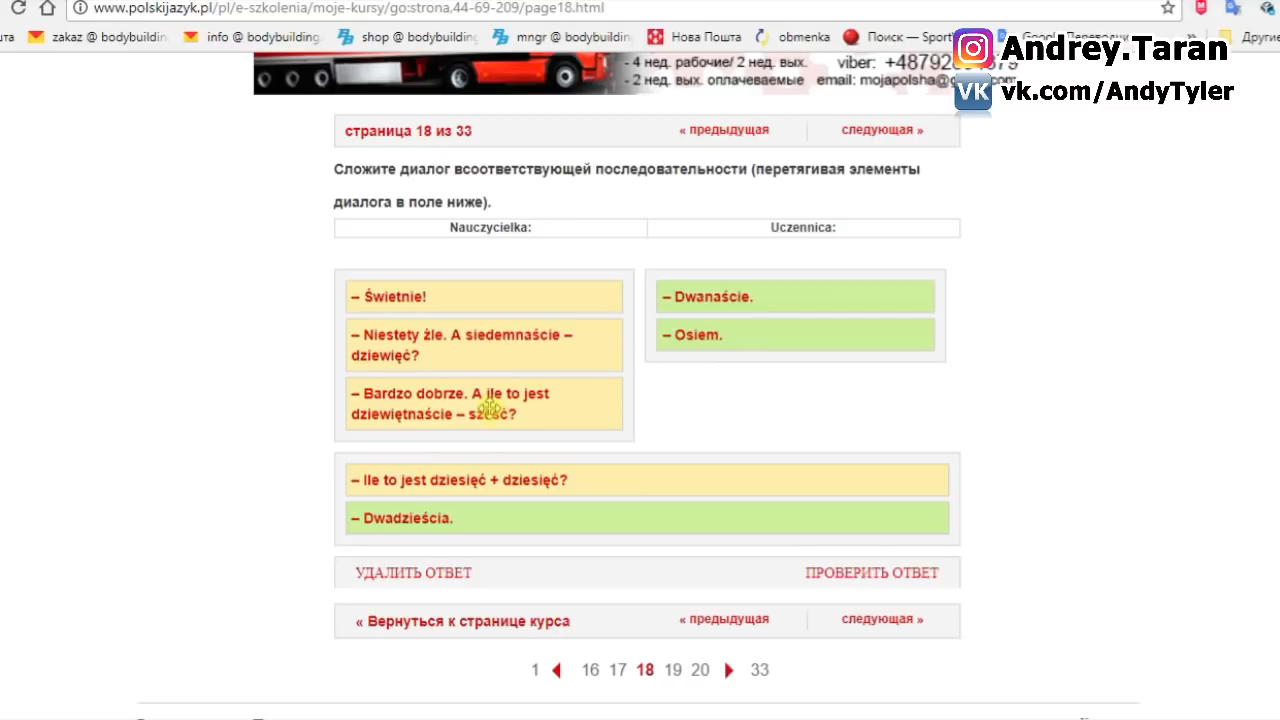 www.polskijazyk.pl/pl/e-szkolenia/moje-kursy/go:strona,44-69-209/page18.html
zakaz @ bodybuilding info @ bodybuilding shop @ bodybuilding mngr @ bodybuilding Нова Пошта obmenka Поиск — Sport » Другие
Andrey.Taran
vk.com/AndyTyler
- 4 нед. рабочие/ 2 нед. вых. viber:
- 2 нед. вых. оплачеваемые email:
страница 18 из 33 « предыдущая следующая »
Сложите диалог всоответствующей последовательности (перетягивая элементы
диалога в поле ниже).
Nauczycielka: Uczennica:
– Świetnie!
– Niestety źle. A siedemnaście –
dziewięć?
– Bardzo dobrze. A ile to jest
dziewiętnaście – sześć?
– Dwanaście.
– Osiem.
– Ile to jest dziesięć + dziesięć?
– Dwadzieścia.
УДАЛИТЬ ОТВЕТ ПРОВЕРИТЬ ОТВЕТ
« Вернуться к странице курса « предыдущая следующая »
1 16 17 18 19 20 33